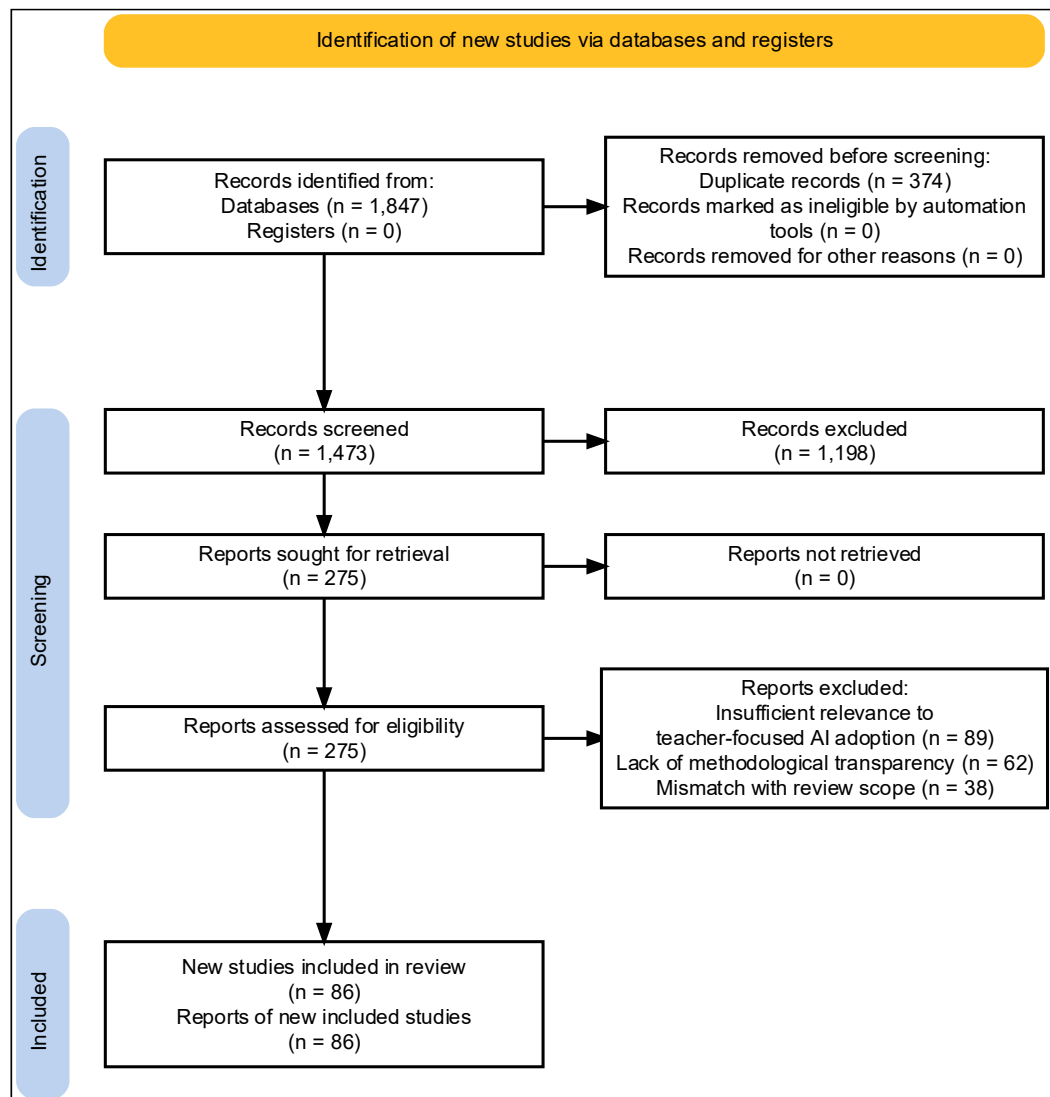 Identification of new studies via databases and registers
Identification
Records identified from:
Databases (n = 1,847)
Registers (n = 0)
Records removed before screening:
Duplicate records (n = 374)
Records marked as ineligible by automation
tools (n = 0)
Records removed for other reasons (n = 0)
Screening
Records screened
(n = 1,473)
Records excluded
(n = 1,198)
Reports sought for retrieval
(n = 275)
Reports not retrieved
(n = 0)
Reports assessed for eligibility
(n = 275)
Reports excluded:
Insufficient relevance to
teacher-focused AI adoption (n = 89)
Lack of methodological transparency (n = 62)
Mismatch with review scope (n = 38)
Included
New studies included in review
(n = 86)
Reports of new included studies
(n = 86)